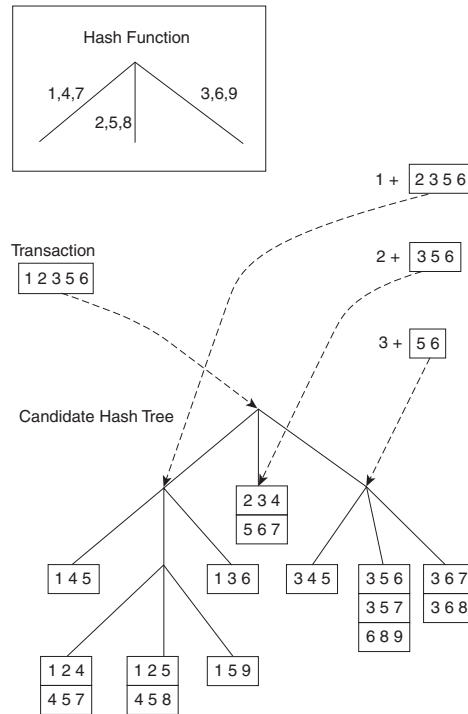 Hash Function
1,4,7
3,6,9
2,5,8
1 + 2 3 5 6
Transaction
2 + 3 5 6
1 2 3 5 6
3 + 5 6
Candidate Hash Tree
2 3 4
5 6 7
1 4 5
1 3 6
3 4 5
3 5 6
3 6 7
3 5 7
3 6 8
6 8 9
1 2 4
1 2 5
1 5 9
4 5 7
4 5 8